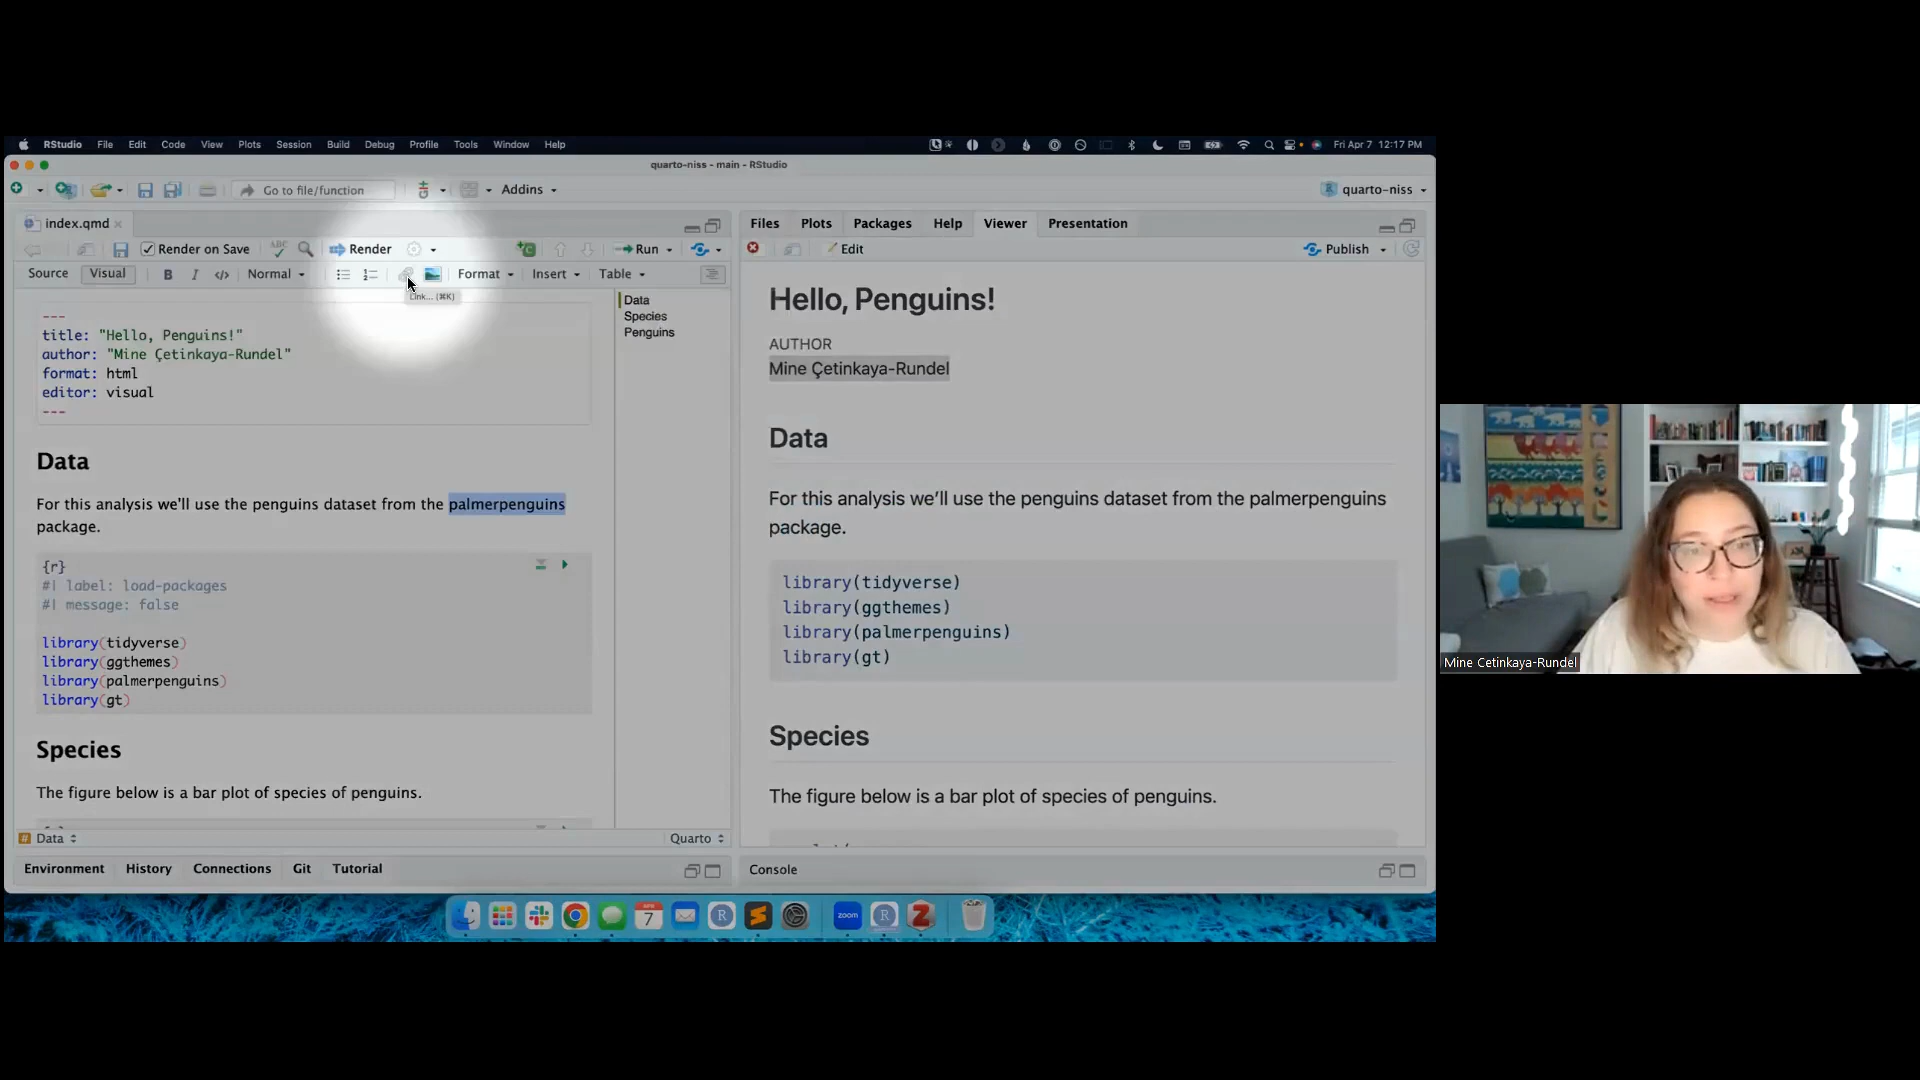 RStudio File Edit Code View Plots Session Build Debug Profile Tools Window Help Fri Apr 7 12:17 PM
quarto-niss - main - RStudio
Go to file/function Addins quarto-niss
index.qmd
Files Plots Packages Help Viewer Presentation
Render on Save ABC Render Run
Edit Publish
Source Visual B I </> Normal Format Insert Table
Link... (⌘K)
---
title: "Hello, Penguins!"
author: "Mine Çetinkaya-Rundel"
format: html
editor: visual
---
Data
For this analysis we'll use the penguins dataset from the palmerpenguins
package.
{r}
#| label: load-packages
#| message: false
library(tidyverse)
library(ggthemes)
library(palmerpenguins)
library(gt)
Species
The figure below is a bar plot of species of penguins.
Data
Species
Penguins
Data Quarto
Environment History Connections Git Tutorial
Hello, Penguins!
AUTHOR
Mine Çetinkaya-Rundel
Data
For this analysis we’ll use the penguins dataset from the palmerpenguins
package.
library(tidyverse)
library(ggthemes)
library(palmerpenguins)
library(gt)
Species
The figure below is a bar plot of species of penguins.
Console
APR
7
R
zoom
R
Z
Mine Cetinkaya-Rundel